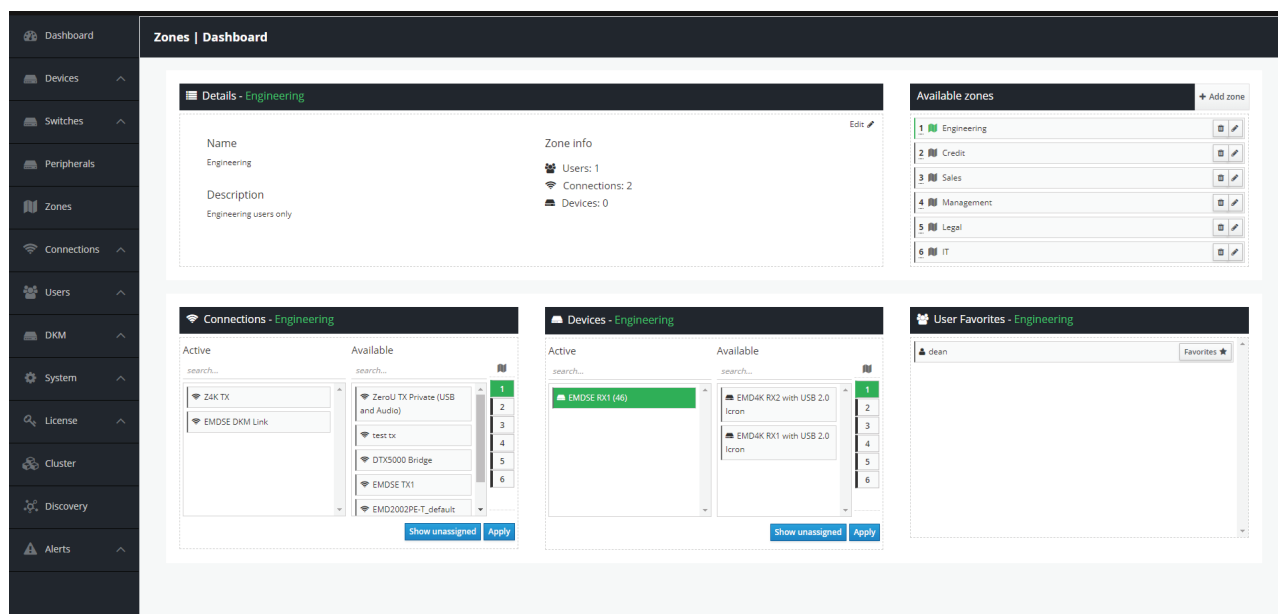 Dashboard
Devices
Switches
Peripherals
Zones
Connections
Users
DKM
System
License
Cluster
Discovery
Alerts
Zones | Dashboard
Details - Engineering
Edit
Name
Engineering
Description
Engineering users only
Zone info
Users: 1
Connections: 2
Devices: 0
Available zones
+ Add zone
1 Engineering
2 Credit
3 Sales
4 Management
5 Legal
6 IT
Connections - Engineering
Active
search...
Z4K TX
EMDSE DKM Link
Available
search...
ZeroU TX Private (USB
and Audio)
test tx
DTX5000 Bridge
EMDSE TX1
EMD2002PE-T_default
1
2
3
4
5
6
Show unassigned
Apply
Devices - Engineering
Active
search...
EMDSE RX1 (46)
Available
search...
EMD4K RX2 with USB 2.0
Icron
EMD4K RX1 with USB 2.0
Icron
1
2
3
4
5
6
Show unassigned
Apply
User Favorites - Engineering
dean
Favorites